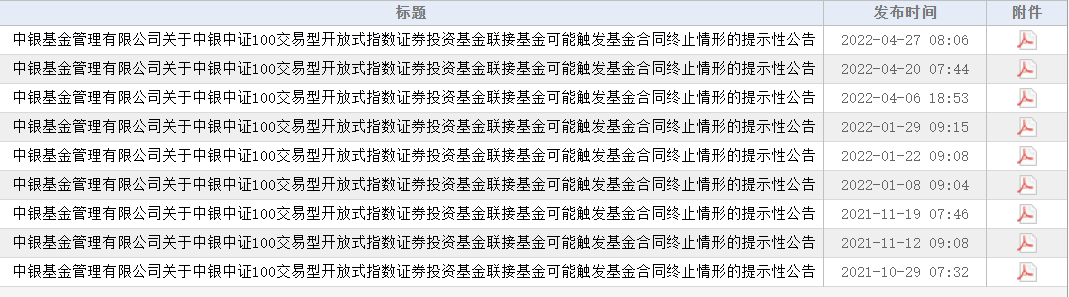 标题 发布时间 附件
中银基金管理有限公司关于中银中证100交易型开放式指数证券投资基金联接基金可能触发基金合同终止情形的提示性公告 2022-04-27 08:06
中银基金管理有限公司关于中银中证100交易型开放式指数证券投资基金联接基金可能触发基金合同终止情形的提示性公告 2022-04-20 07:44
中银基金管理有限公司关于中银中证100交易型开放式指数证券投资基金联接基金可能触发基金合同终止情形的提示性公告 2022-04-06 18:53
中银基金管理有限公司关于中银中证100交易型开放式指数证券投资基金联接基金可能触发基金合同终止情形的提示性公告 2022-01-29 09:15
中银基金管理有限公司关于中银中证100交易型开放式指数证券投资基金联接基金可能触发基金合同终止情形的提示性公告 2022-01-22 09:08
中银基金管理有限公司关于中银中证100交易型开放式指数证券投资基金联接基金可能触发基金合同终止情形的提示性公告 2022-01-08 09:04
中银基金管理有限公司关于中银中证100交易型开放式指数证券投资基金联接基金可能触发基金合同终止情形的提示性公告 2021-11-19 07:46
中银基金管理有限公司关于中银中证100交易型开放式指数证券投资基金联接基金可能触发基金合同终止情形的提示性公告 2021-11-12 09:08
中银基金管理有限公司关于中银中证100交易型开放式指数证券投资基金联接基金可能触发基金合同终止情形的提示性公告 2021-10-29 07:32